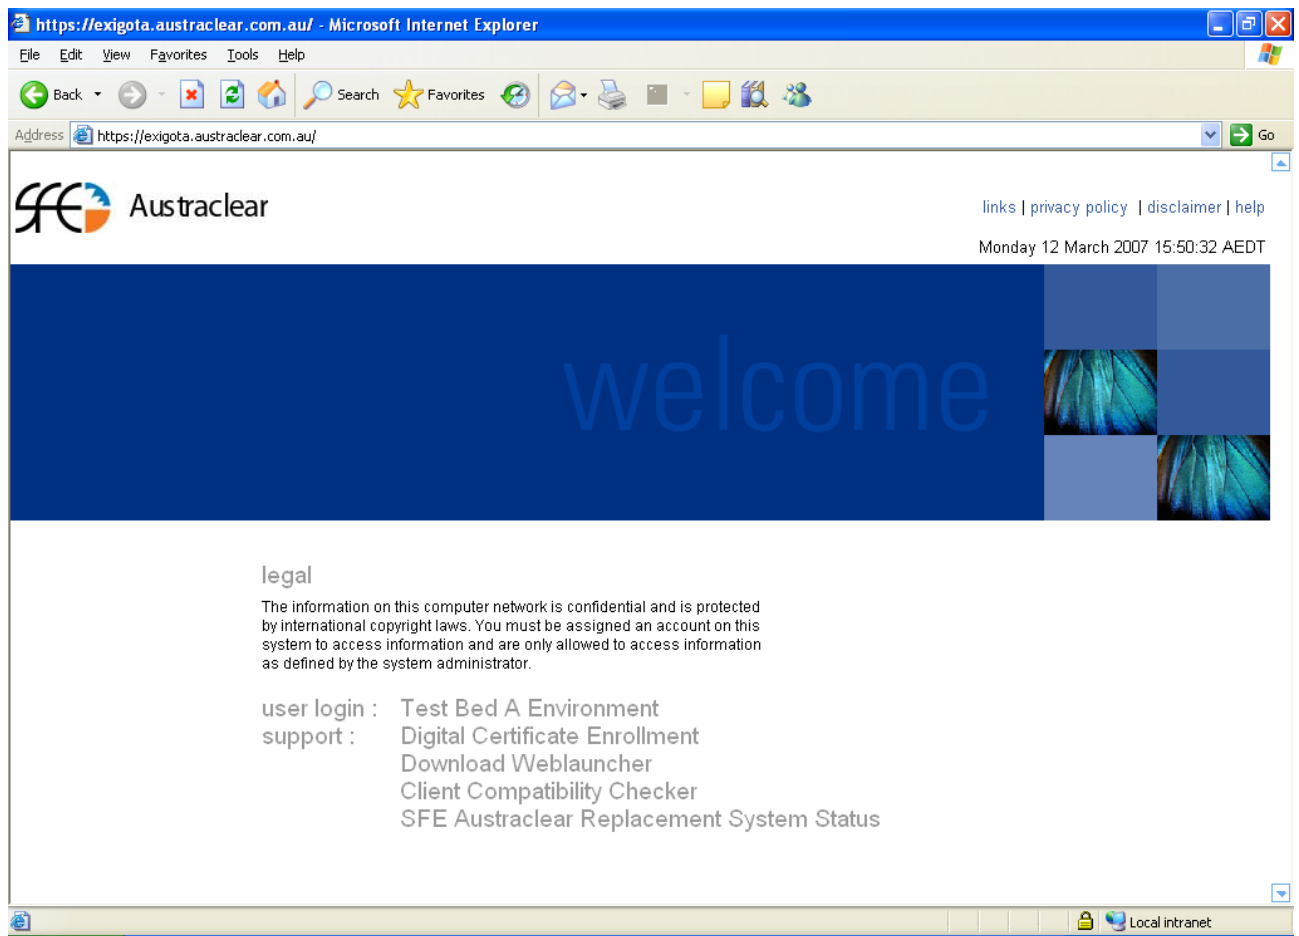 https://exigota.austraclear.com.au/ - Microsoft Internet Explorer
File Edit View Favorites Tools Help
Back Search Favorites
Address https://exigota.austraclear.com.au/ Go
SFE Austraclear
links | privacy policy | disclaimer | help
Monday 12 March 2007 15:50:32 AEDT
welcome
legal
The information on this computer network is confidential and is protected
by international copyright laws. You must be assigned an account on this
system to access information and are only allowed to access information
as defined by the system administrator.
user login : Test Bed A Environment
support : Digital Certificate Enrollment
Download Weblauncher
Client Compatibility Checker
SFE Austraclear Replacement System Status
Local intranet